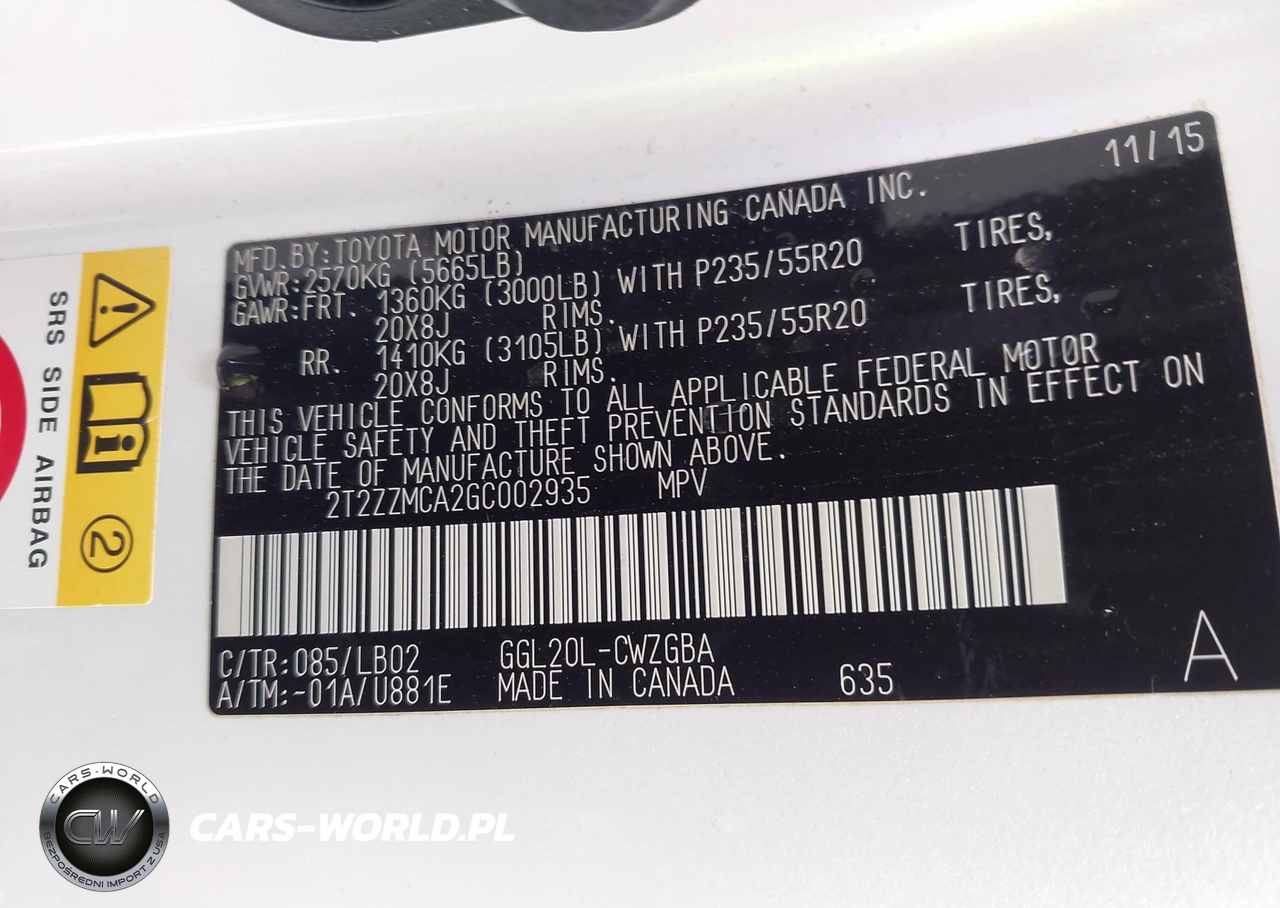 11/15
MFD. BY: TOYOTA MOTOR MANUFACTURING CANADA INC.
GVWR: 2570KG (5665LB)
GAWR: FRT. 1360KG (3000LB) WITH P235/55R20 TIRES,
20X8J RIMS.
RR. 1410KG (3105LB) WITH P235/55R20 TIRES,
20X8J RIMS.
THIS VEHICLE CONFORMS TO ALL APPLICABLE FEDERAL MOTOR
VEHICLE SAFETY AND THEFT PREVENTION STANDARDS IN EFFECT ON
THE DATE OF MANUFACTURE SHOWN ABOVE.
2T2ZZMCA2GC002935 MPV
C/TR: 085/LB02 GGL20L-CWZGBA
A/TM: -01A/U881E MADE IN CANADA 635 A
SRS SIDE AIRBAG
2
CARS-WORLD
CW
BEZPOŚREDNI IMPORT Z USA
CARS-WORLD.PL